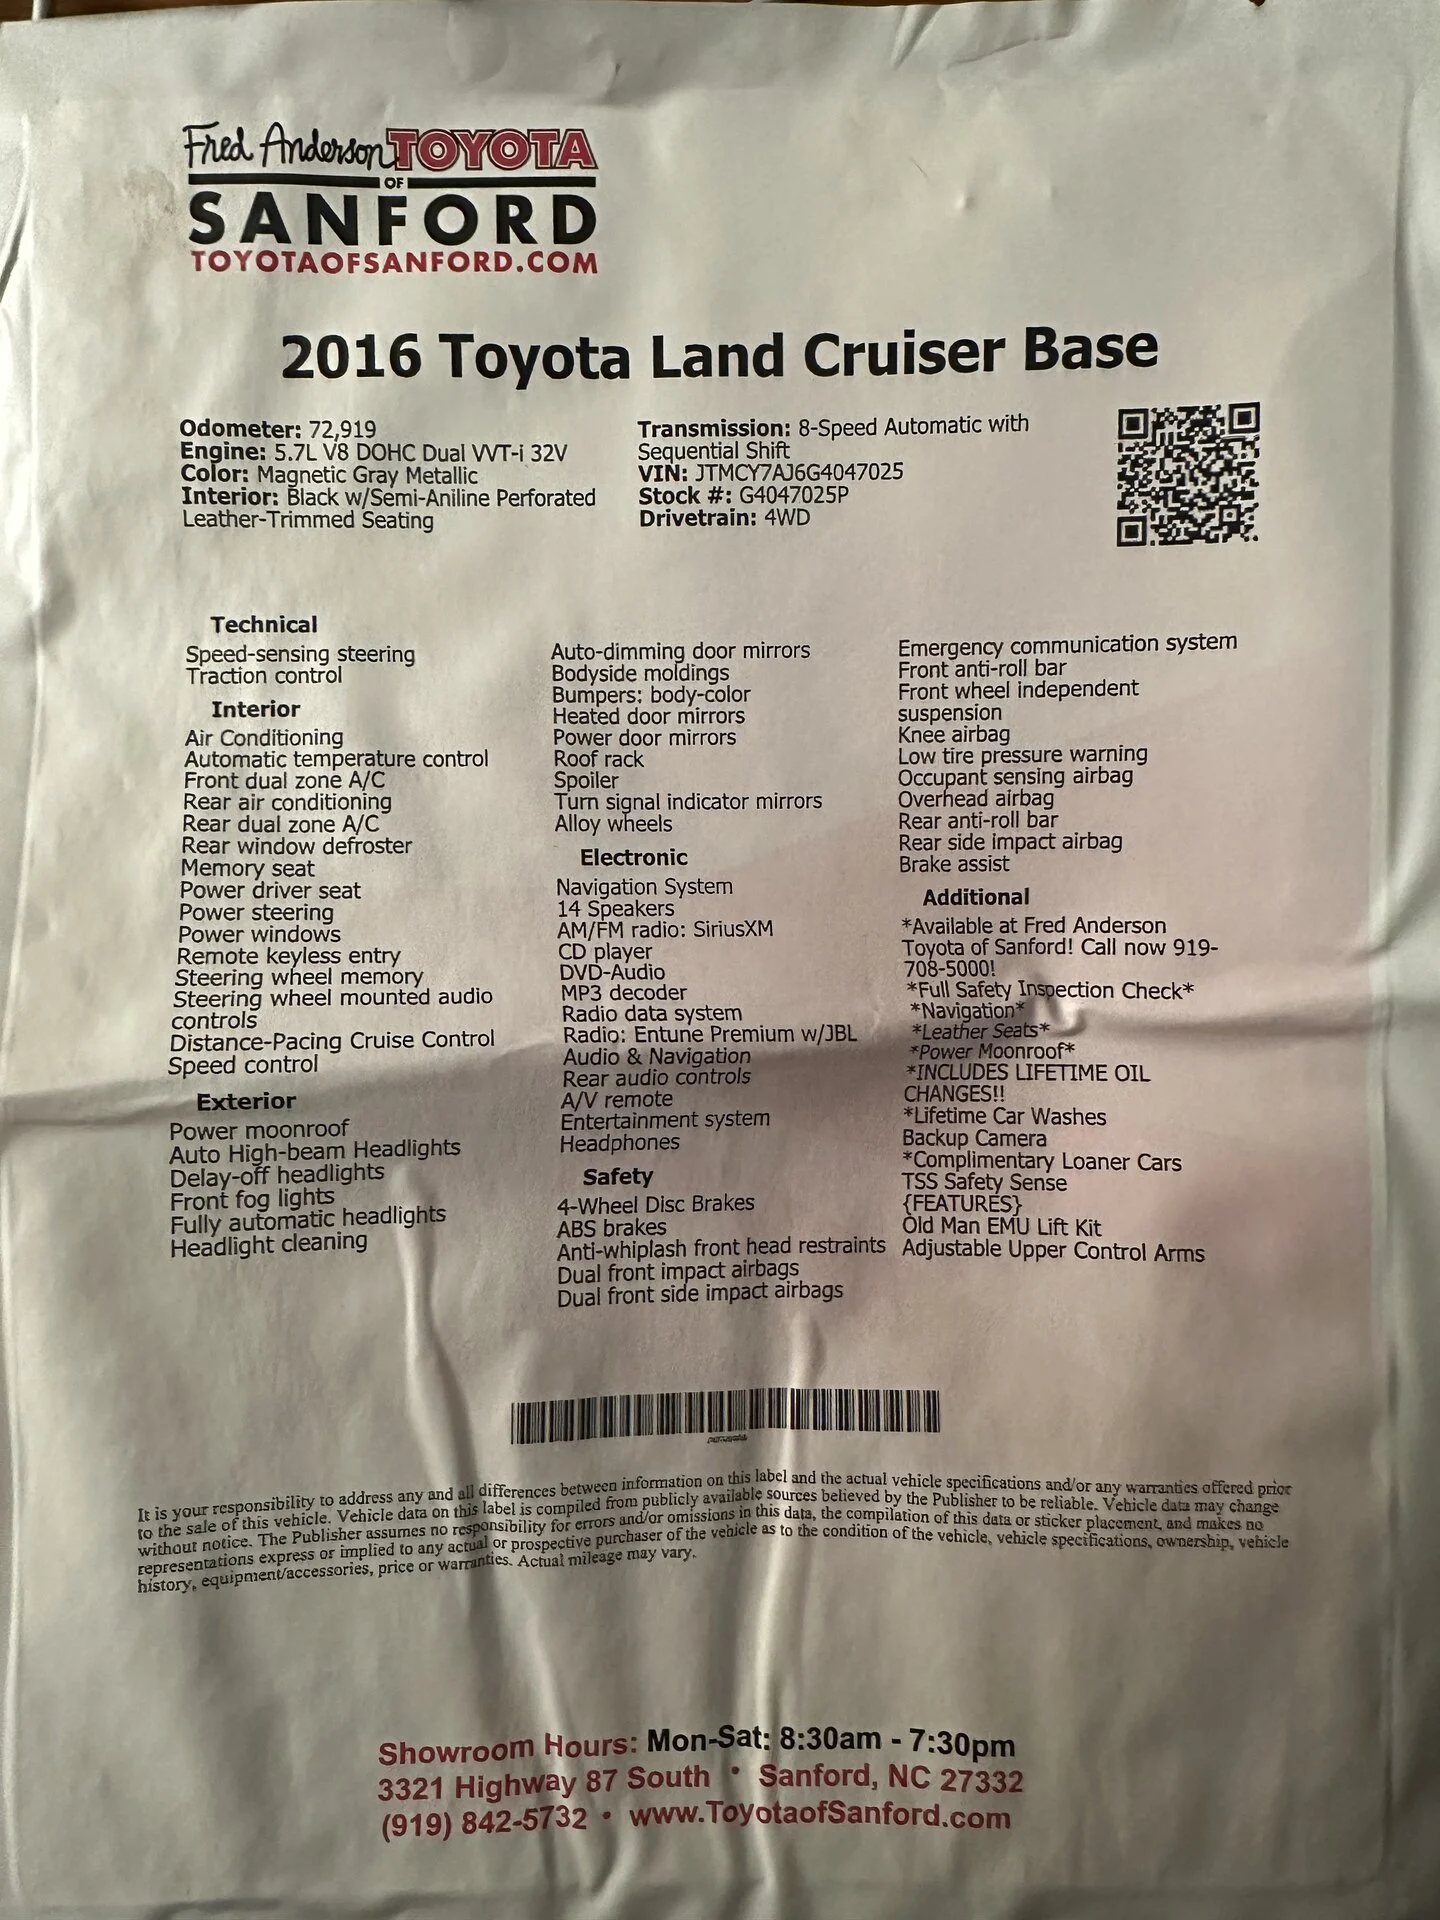 Fred Anderson TOYOTA
OF
SANFORD
TOYOTAOFSANFORD.COM
2016 Toyota Land Cruiser Base
Odometer: 72,919
Engine: 5.7L V8 DOHC Dual VVT-i 32V
Color: Magnetic Gray Metallic
Interior: Black w/Semi-Aniline Perforated
Leather-Trimmed Seating
Transmission: 8-Speed Automatic with
Sequential Shift
VIN: JTMCY7AJ6G4047025
Stock #: G4047025P
Drivetrain: 4WD
Technical
Speed-sensing steering
Traction control
Interior
Air Conditioning
Automatic temperature control
Front dual zone A/C
Rear air conditioning
Rear dual zone A/C
Rear window defroster
Memory seat
Power driver seat
Power steering
Power windows
Remote keyless entry
Steering wheel memory
Steering wheel mounted audio
controls
Distance-Pacing Cruise Control
Speed control
Exterior
Power moonroof
Auto High-beam Headlights
Delay-off headlights
Front fog lights
Fully automatic headlights
Headlight cleaning
Auto-dimming door mirrors
Bodyside moldings
Bumpers: body-color
Heated door mirrors
Power door mirrors
Roof rack
Spoiler
Turn signal indicator mirrors
Alloy wheels
Electronic
Navigation System
14 Speakers
AM/FM radio: SiriusXM
CD player
DVD-Audio
MP3 decoder
Radio data system
Radio: Entune Premium w/JBL
Audio & Navigation
Rear audio controls
A/V remote
Entertainment system
Headphones
Safety
4-Wheel Disc Brakes
ABS brakes
Anti-whiplash front head restraints
Dual front impact airbags
Dual front side impact airbags
Emergency communication system
Front anti-roll bar
Front wheel independent
suspension
Knee airbag
Low tire pressure warning
Occupant sensing airbag
Overhead airbag
Rear anti-roll bar
Rear side impact airbag
Brake assist
Additional
*Available at Fred Anderson
Toyota of Sanford! Call now 919-
708-5000!
*Full Safety Inspection Check*
*Navigation*
*Leather Seats*
*Power Moonroof*
*INCLUDES LIFETIME OIL
CHANGES!!
*Lifetime Car Washes
Backup Camera
*Complimentary Loaner Cars
TSS Safety Sense
{FEATURES}
Old Man EMU Lift Kit
Adjustable Upper Control Arms
It is your responsibility to address any and all differences between information on this label and the actual vehicle specifications and/or any warranties offered prior
to the sale of this vehicle. Vehicle data on this label is compiled from publicly available sources believed by the Publisher to be reliable. Vehicle data may change
without notice. The Publisher assumes no responsibility for errors and/or omissions in this data, the compilation of this data or sticker placement, and makes no
representations express or implied to any actual or prospective purchaser of the vehicle as to the condition of the vehicle, vehicle specifications, ownership, vehicle
history, equipment/accessories, price or warranties. Actual mileage may vary.
Showroom Hours: Mon-Sat: 8:30am - 7:30pm
3321 Highway 87 South • Sanford, NC 27332
(919) 842-5732 • www.ToyotaofSanford.com